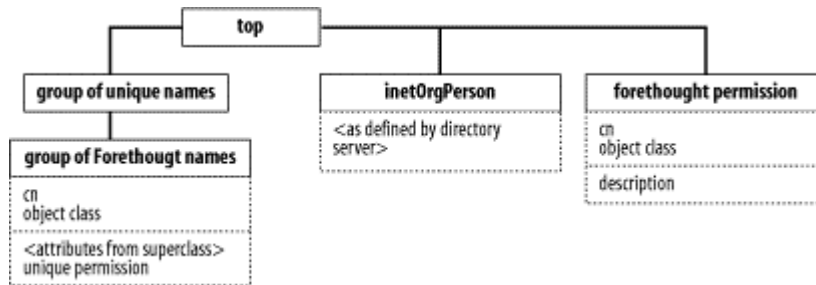 top
group of unique names
inetOrgPerson
forethought permission
group of Forethougt names
<as defined by directory
server>
cn
object class
description
cn
object class
<attributes from superclass>
unique permission